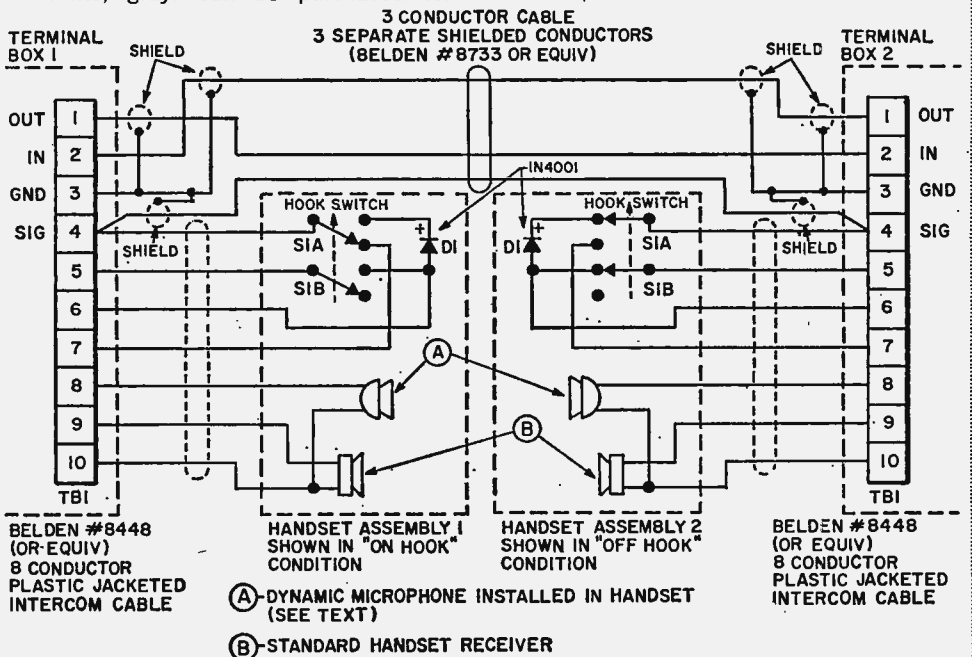 3 CONDUCTOR CABLE
3 SEPARATE SHIELDED CONDUCTORS
(BELDEN #8733 OR EQUIV)
TERMINAL
BOX 1
SHIELD
SHIELD
TERMINAL
BOX 2
OUT
1
1
OUT
IN
2
2
IN
GND
3
3
GND
SIG
4
4
SIG
5
5
6
6
7
7
8
8
9
9
10
10
TB1
TB1
SHIELD
SHIELD
IN4001
HOOK SWITCH
HOOK SWITCH
S1A
+
D1
S1B
+
D1
S1A
S1B
A
B
BELDEN #8448
(OR EQUIV)
8 CONDUCTOR
PLASTIC JACKETED
INTERCOM CABLE
HANDSET ASSEMBLY 1
SHOWN IN "ON HOOK"
CONDITION
HANDSET ASSEMBLY 2
SHOWN IN "OFF HOOK"
CONDITION
BELDEN #8448
(OR EQUIV)
8 CONDUCTOR
PLASTIC JACKETED
INTERCOM CABLE
A-DYNAMIC MICROPHONE INSTALLED IN HANDSET
(SEE TEXT)
B-STANDARD HANDSET RECEIVER